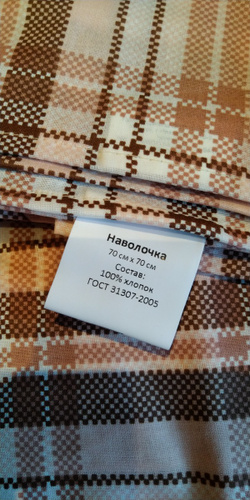 Наволочка
70 см х 70 см
Состав:
100% хлопок
ГОСТ 31307-2005